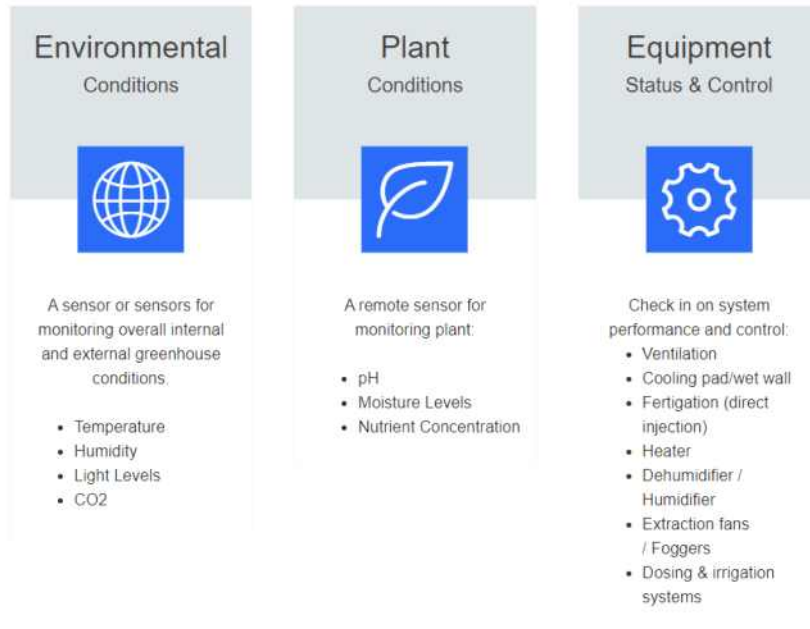 Environmental
Conditions
A sensor or sensors for
monitoring overall internal
and external greenhouse
conditions.
• Temperature
• Humidity
• Light Levels
• CO2
Plant
Conditions
A remote sensor for
monitoring plant:
• pH
• Moisture Levels
• Nutrient Concentration
Equipment
Status & Control
Check in on system
performance and control:
• Ventilation
• Cooling pad/wet wall
• Fertigation (direct
injection)
• Heater
• Dehumidifier /
Humidifier
• Extraction fans
/ Foggers
• Dosing & irrigation
systems